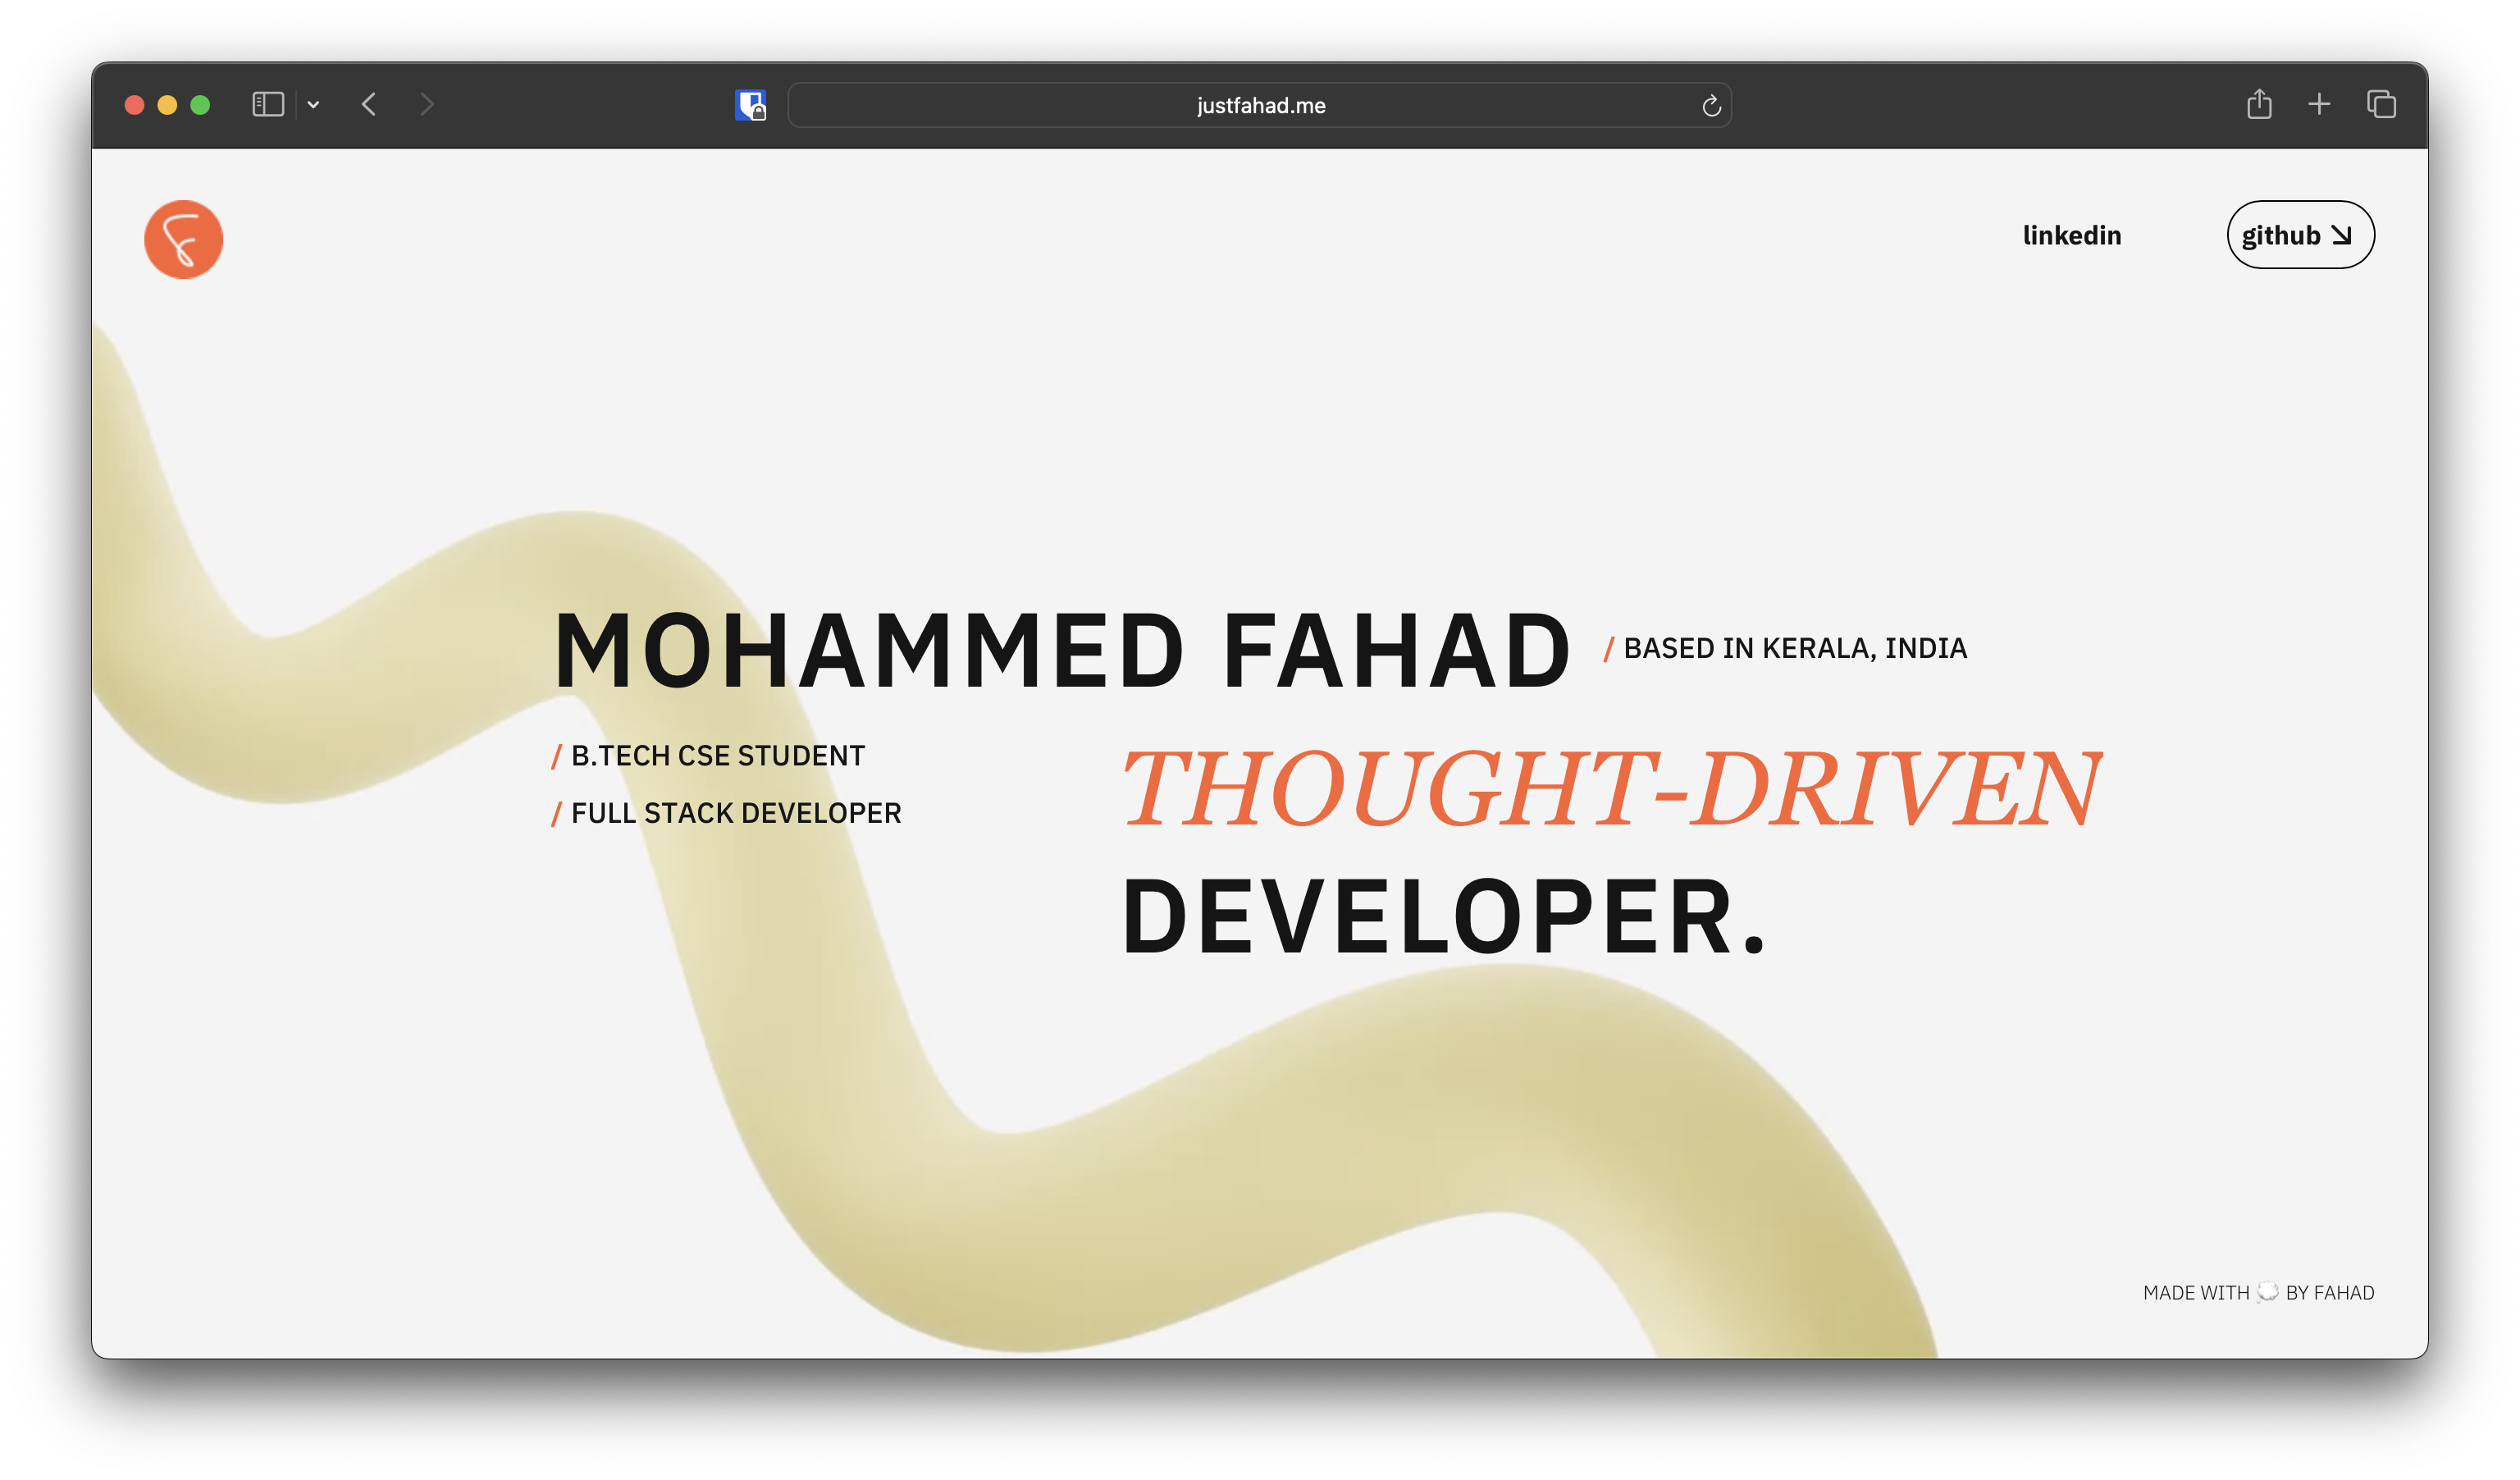 justfahad.me
linkedin
github ↘
MOHAMMED FAHAD
/ BASED IN KERALA, INDIA
/ B.TECH CSE STUDENT
/ FULL STACK DEVELOPER
THOUGHT-DRIVEN
DEVELOPER.
MADE WITH 💭 BY FAHAD